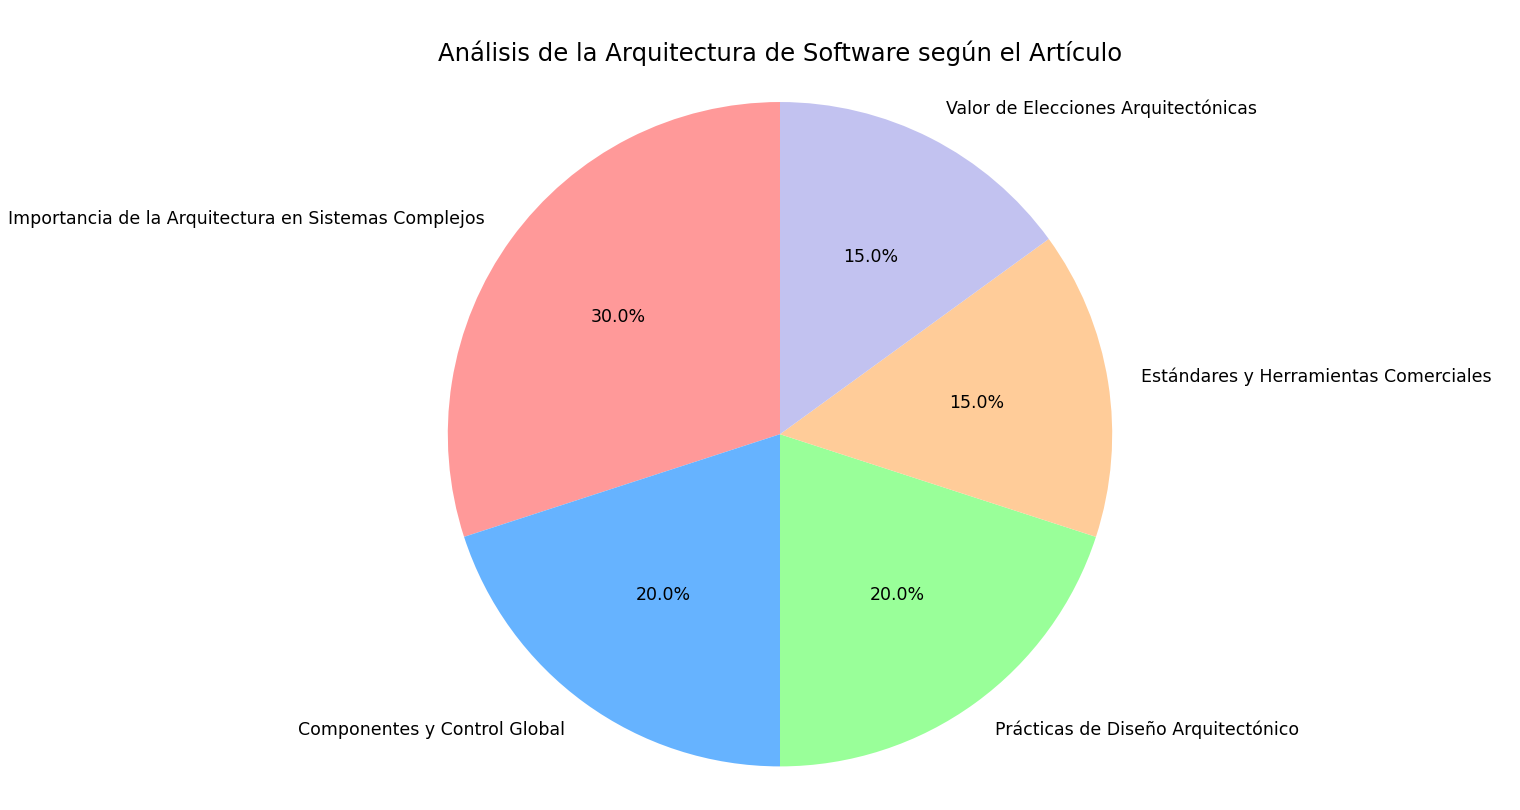 Análisis de la Arquitectura de Software según el Artículo
Valor de Elecciones Arquitectónicas
Importancia de la Arquitectura en Sistemas Complejos
15.0%
30.0%
Estándares y Herramientas Comerciales
15.0%
20.0%
20.0%
Componentes y Control Global
Prácticas de Diseño Arquitectónico